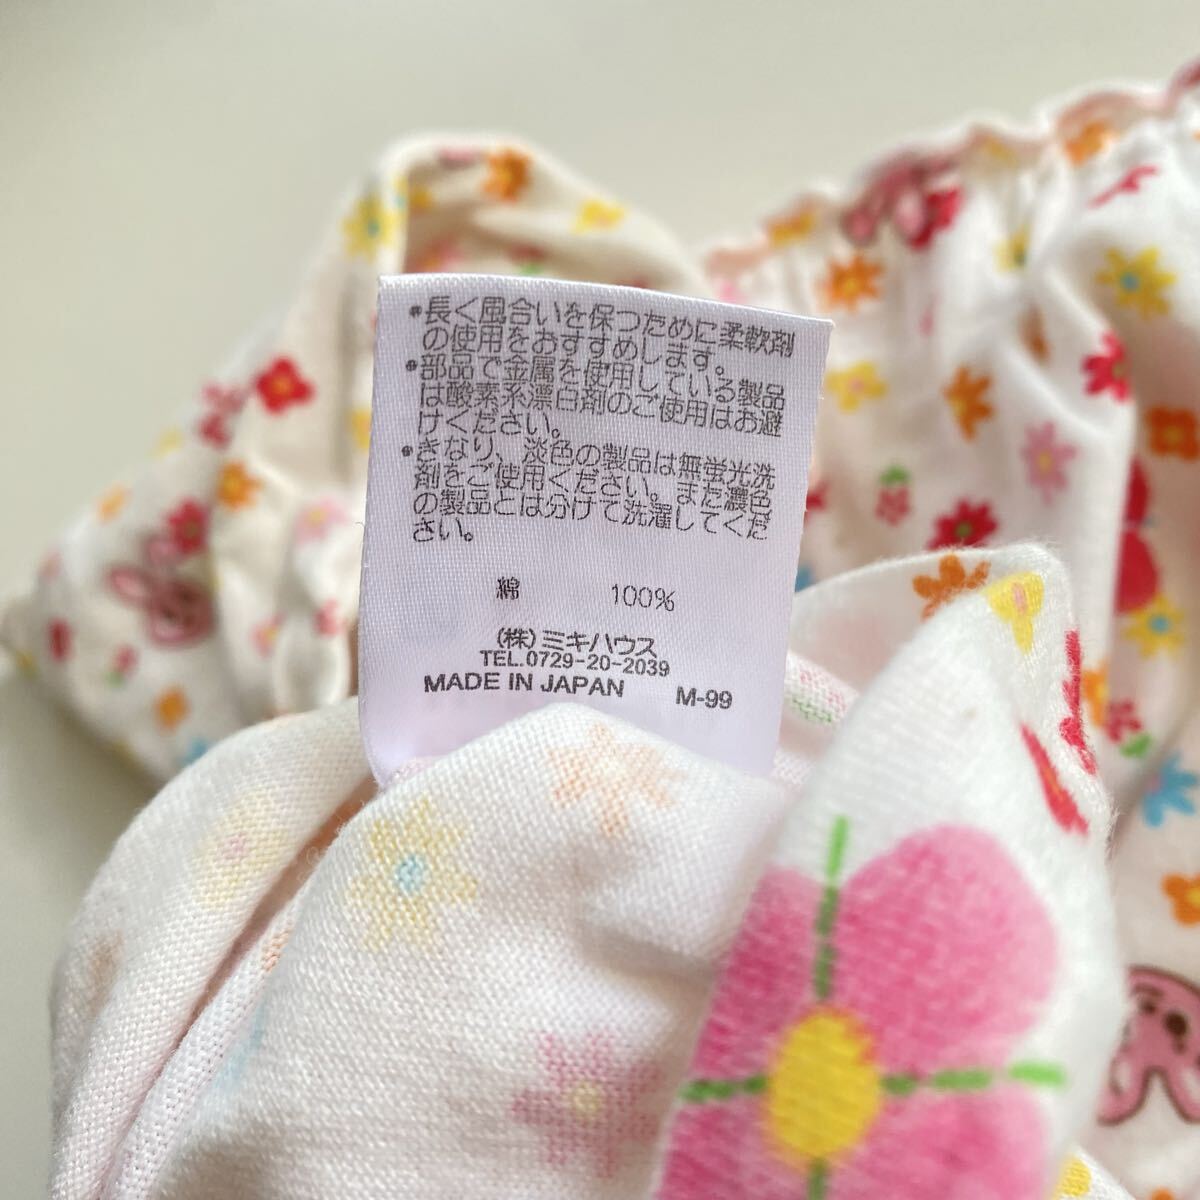 •長く風合いを保つために柔軟剤
の使用をおすすめします。
•部品で金属を使用している製品
は酸素系漂白剤のご使用はお避
けください。
•きなり、淡色の製品は無蛍光洗
剤をご使用ください。また濃色
の製品とは分けて洗濯してくだ
さい。
綿 100%
(株)ミキハウス
TEL.0729-20-2039
MADE IN JAPAN M-99